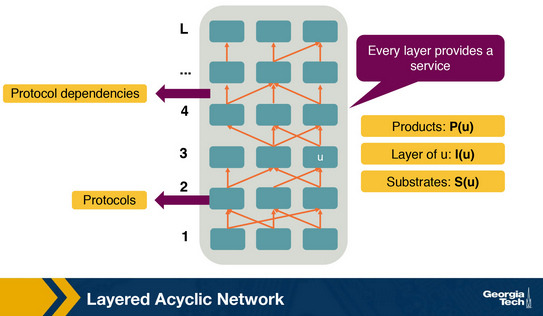 L
...
4
3
2
1
u
Protocol dependencies
Protocols
Every layer provides a
service
Products: P(u)
Layer of u: l(u)
Substrates: S(u)
Layered Acyclic Network
Georgia
Tech